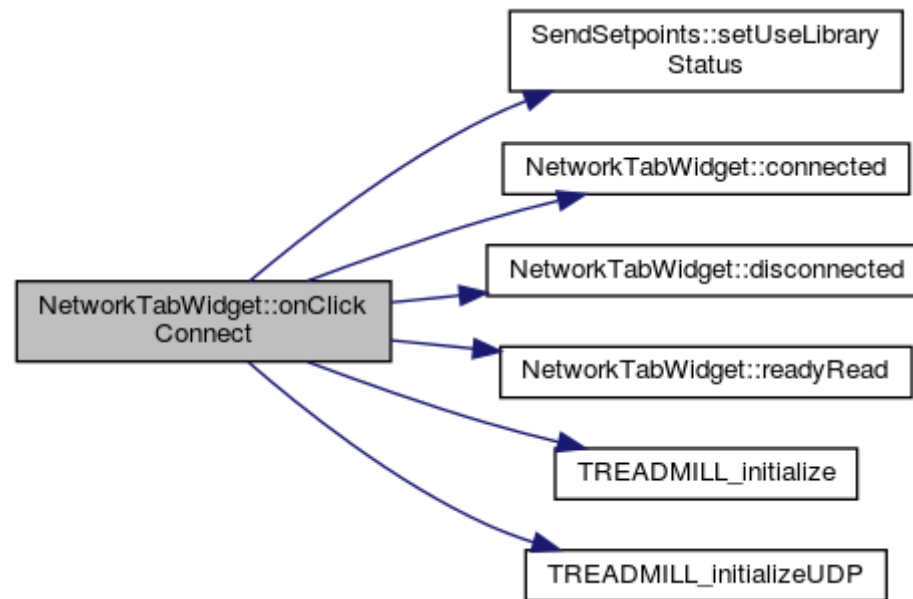 SendSetpoints::setUseLibrary
Status
NetworkTabWidget::connected
NetworkTabWidget::disconnected
NetworkTabWidget::onClick
Connect
NetworkTabWidget::readyRead
TREADMILL_initialize
TREADMILL_initializeUDP